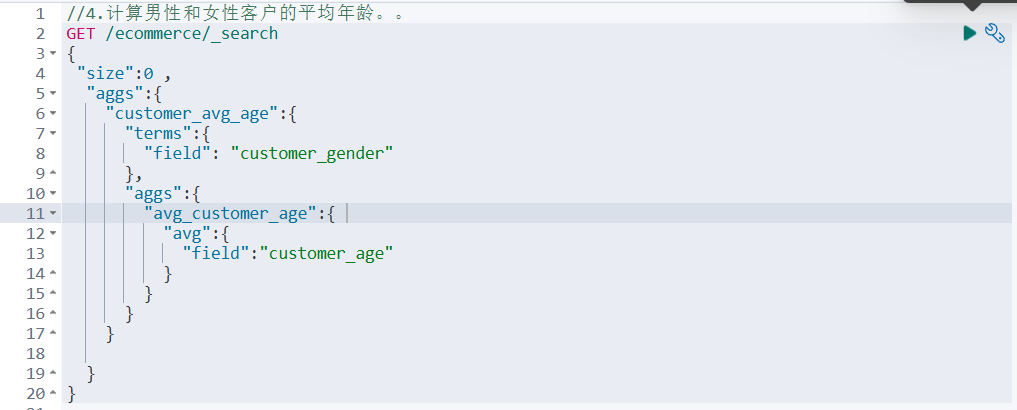 1 //4.计算男性和女性客户的平均年龄。。
2 GET /ecommerce/_search
3 {
4 "size":0 ,
5 "aggs":{
6 "customer_avg_age":{
7 "terms":{
8 "field": "customer_gender"
9 },
10 "aggs":{
11 "avg_customer_age":{
12 "avg":{
13 "field":"customer_age"
14 }
15 }
16 }
17 }
18
19 }
20 }